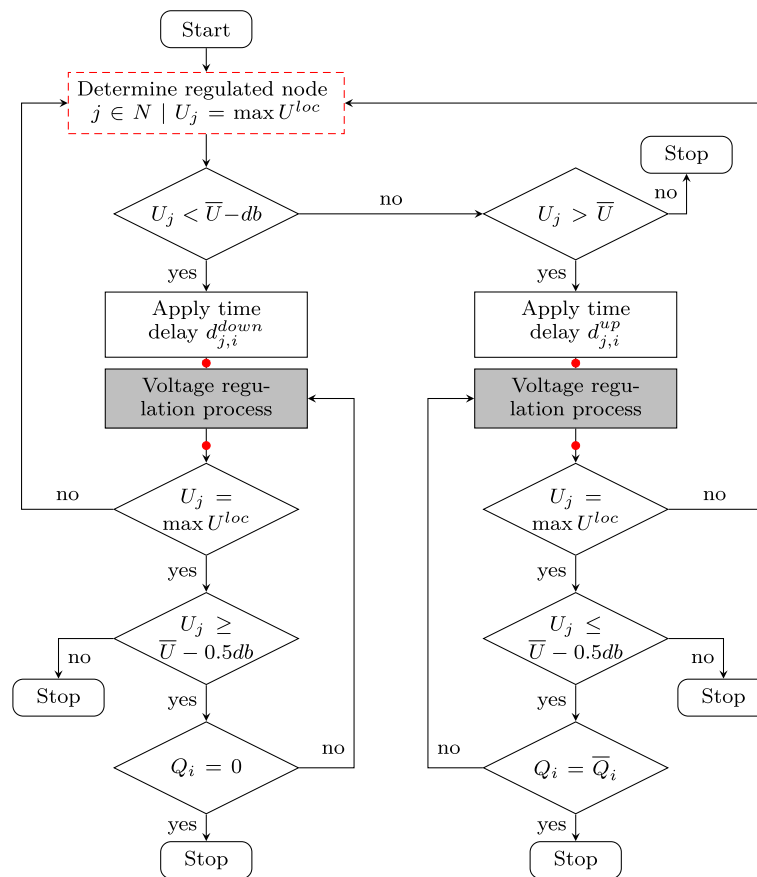 Start
Determine regulated node
j ∈ N | U_j = max U^{loc}
Stop
U_j < U̅−db
no
U_j > U̅
no
yes
yes
Apply time
delay d_{j,i}^{down}
Apply time
delay d_{j,i}^{up}
Voltage regu-
lation process
Voltage regu-
lation process
no
U_j =
max U^{loc}
U_j =
max U^{loc}
no
yes
yes
U_j ≥
U̅ − 0.5db
U_j ≤
U̅ − 0.5db
no
no
Stop
yes
yes
Stop
Q_i = 0
no
no
Q_i = Q̅_i
yes
yes
Stop
Stop